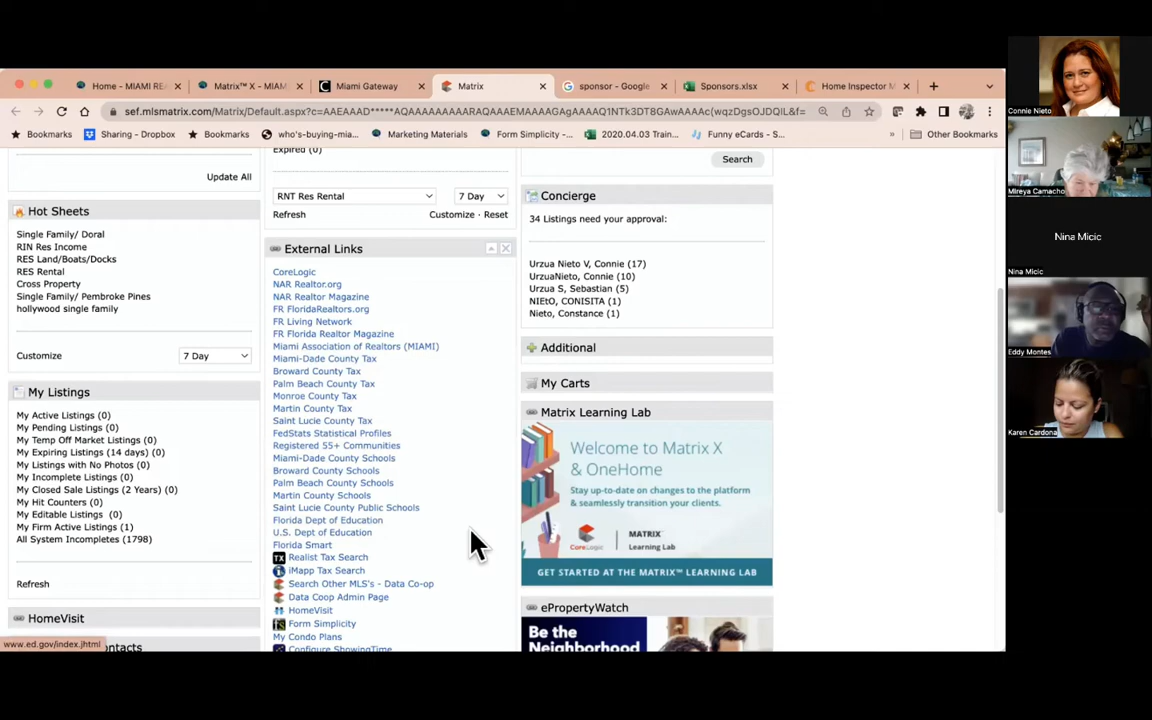 Home - MIAMI RE
Matrix™ X - MIAM
Miami Gateway
Matrix
sponsor - Google
Sponsors.xlsx
Home Inspector M
sef.mlsmatrix.com/Matrix/Default.aspx?c=AAEAAAD*****AQAAAAAAAAARAQAAAEMAAAAGAgAAAAQ1NTk3DT8GAwAAAAc(wqzDgsOJDQIL&f=
Bookmarks
Sharing - Dropbox
Bookmarks
who's-buying-mia...
Marketing Materials
Form Simplicity -...
2020.04.03 Train...
Funny eCards - S...
»
Other Bookmarks
Update All
Hot Sheets
Single Family/ Doral
RIN Res Income
RES Land/Boats/Docks
RES Rental
Cross Property
Single Family/ Pembroke Pines
hollywood single family
Customize
7 Day
My Listings
My Active Listings (0)
My Pending Listings (0)
My Temp Off Market Listings (0)
My Expiring Listings (14 days) (0)
My Listings with No Photos (0)
My Incomplete Listings (0)
My Closed Sale Listings (2 Years) (0)
My Hit Counters (0)
My Editable Listings (0)
My Firm Active Listings (1)
All System Incompletes (1798)
Refresh
HomeVisit
www.ed.gov/index.jhtml
ontacts
Expired (0)
RNT Res Rental
7 Day
Refresh
Customize · Reset
External Links
CoreLogic
NAR Realtor.org
NAR Realtor Magazine
FR FloridaRealtors.org
FR Living Network
FR Florida Realtor Magazine
Miami Association of Realtors (MIAMI)
Miami-Dade County Tax
Broward County Tax
Palm Beach County Tax
Monroe County Tax
Martin County Tax
Saint Lucie County Tax
FedStats Statistical Profiles
Registered 55+ Communities
Miami-Dade County Schools
Broward County Schools
Palm Beach County Schools
Martin County Schools
Saint Lucie County Public Schools
Florida Dept of Education
U.S. Dept of Education
Florida Smart
TX Realist Tax Search
iMapp Tax Search
Search Other MLS's - Data Co-op
Data Coop Admin Page
HomeVisit
Form Simplicity
My Condo Plans
Configure ShowingTime
Search
Concierge
34 Listings need your approval:
Urzua Nieto V, Connie (17)
UrzuaNieto, Connie (10)
Urzua S, Sebastian (5)
NIEtO, CONISITA (1)
Nieto, Constance (1)
Additional
My Carts
Matrix Learning Lab
Welcome to Matrix X
& OneHome
Stay up-to-date on changes to the platform
& seamlessly transition your clients.
CoreLogic
MATRIX™
Learning Lab
GET STARTED AT THE MATRIX™ LEARNING LAB
ePropertyWatch
Be the
Neighborhood
Connie Nieto
Mireya Camacho
Nina Micic
Nina Micic
Eddy Montes
Karen Cardona